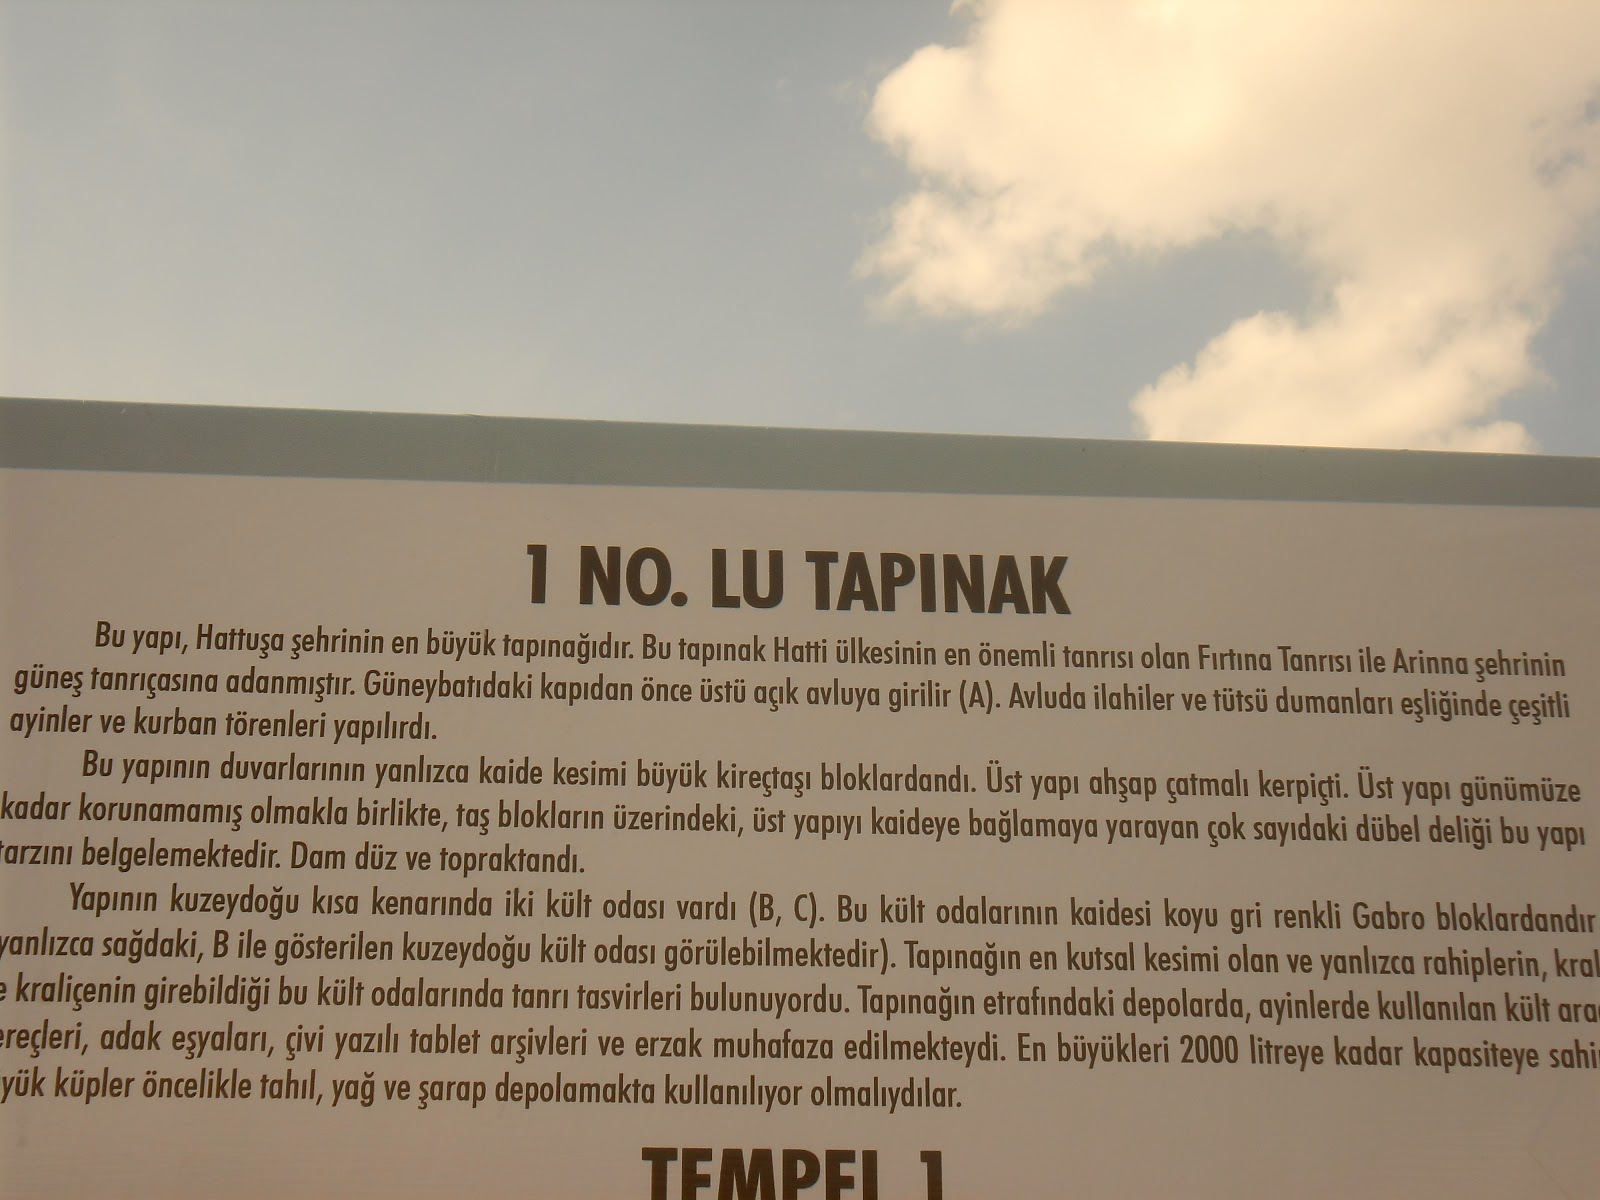 1 NO. LU TAPINAK
Bu yapı, Hattuşa şehrinin en büyük tapınağıdır. Bu tapınak Hatti ülkesinin en önemli tanrısı olan Fırtına Tanrısı ile Arinna şehrinin
güneş tanrıçasına adanmıştır. Güneybatıdaki kapıdan önce üstü açık avluya girilir (A). Avluda ilahiler ve tütsü dumanları eşliğinde çeşitli
ayinler ve kurban törenleri yapılırdı.
Bu yapının duvarlarının yanlızca kaide kesimi büyük kireçtaşı bloklardandı. Üst yapı ahşap çatmalı kerpiçti. Üst yapı günümüze
kadar korunamamış olmakla birlikte, taş blokların üzerindeki, üst yapıyı kaideye bağlamaya yarayan çok sayıdaki dübel deliği bu yapı
tarzını belgelemektedir. Dam düz ve topraktandı.
Yapının kuzeydoğu kısa kenarında iki kült odası vardı (B, C). Bu kült odalarının kaidesi koyu gri renkli Gabro bloklardandır
yanlızca sağdaki, B ile gösterilen kuzeydoğu kült odası görülebilmektedir). Tapınağın en kutsal kesimi olan ve yanlızca rahiplerin, kral
e kraliçenin girebildiği bu kült odalarında tanrı tasvirleri bulunuyordu. Tapınağın etrafındaki depolarda, ayinlerde kullanılan kült ara
ereçleri, adak eşyaları, çivi yazılı tablet arşivleri ve erzak muhafaza edilmekteydi. En büyükleri 2000 litreye kadar kapasiteye sahi
yük küpler öncelikle tahıl, yağ ve şarap depolamakta kullanılıyor olmalıydılar.
TEMPEL 1